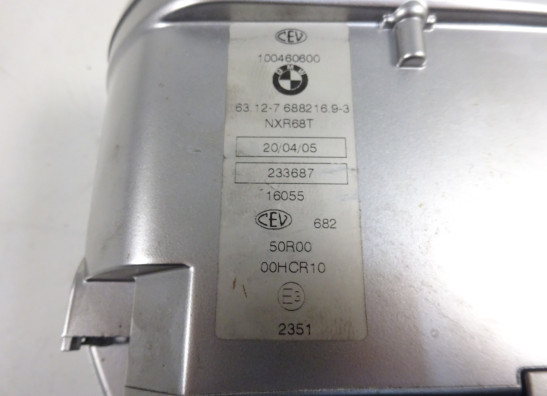 CEV
100460600
BMW
63 12-7 688216.9-3
NXR68T
20/04/05
233687
16055
CEV 682
50R00
00HCR10
E3
2351